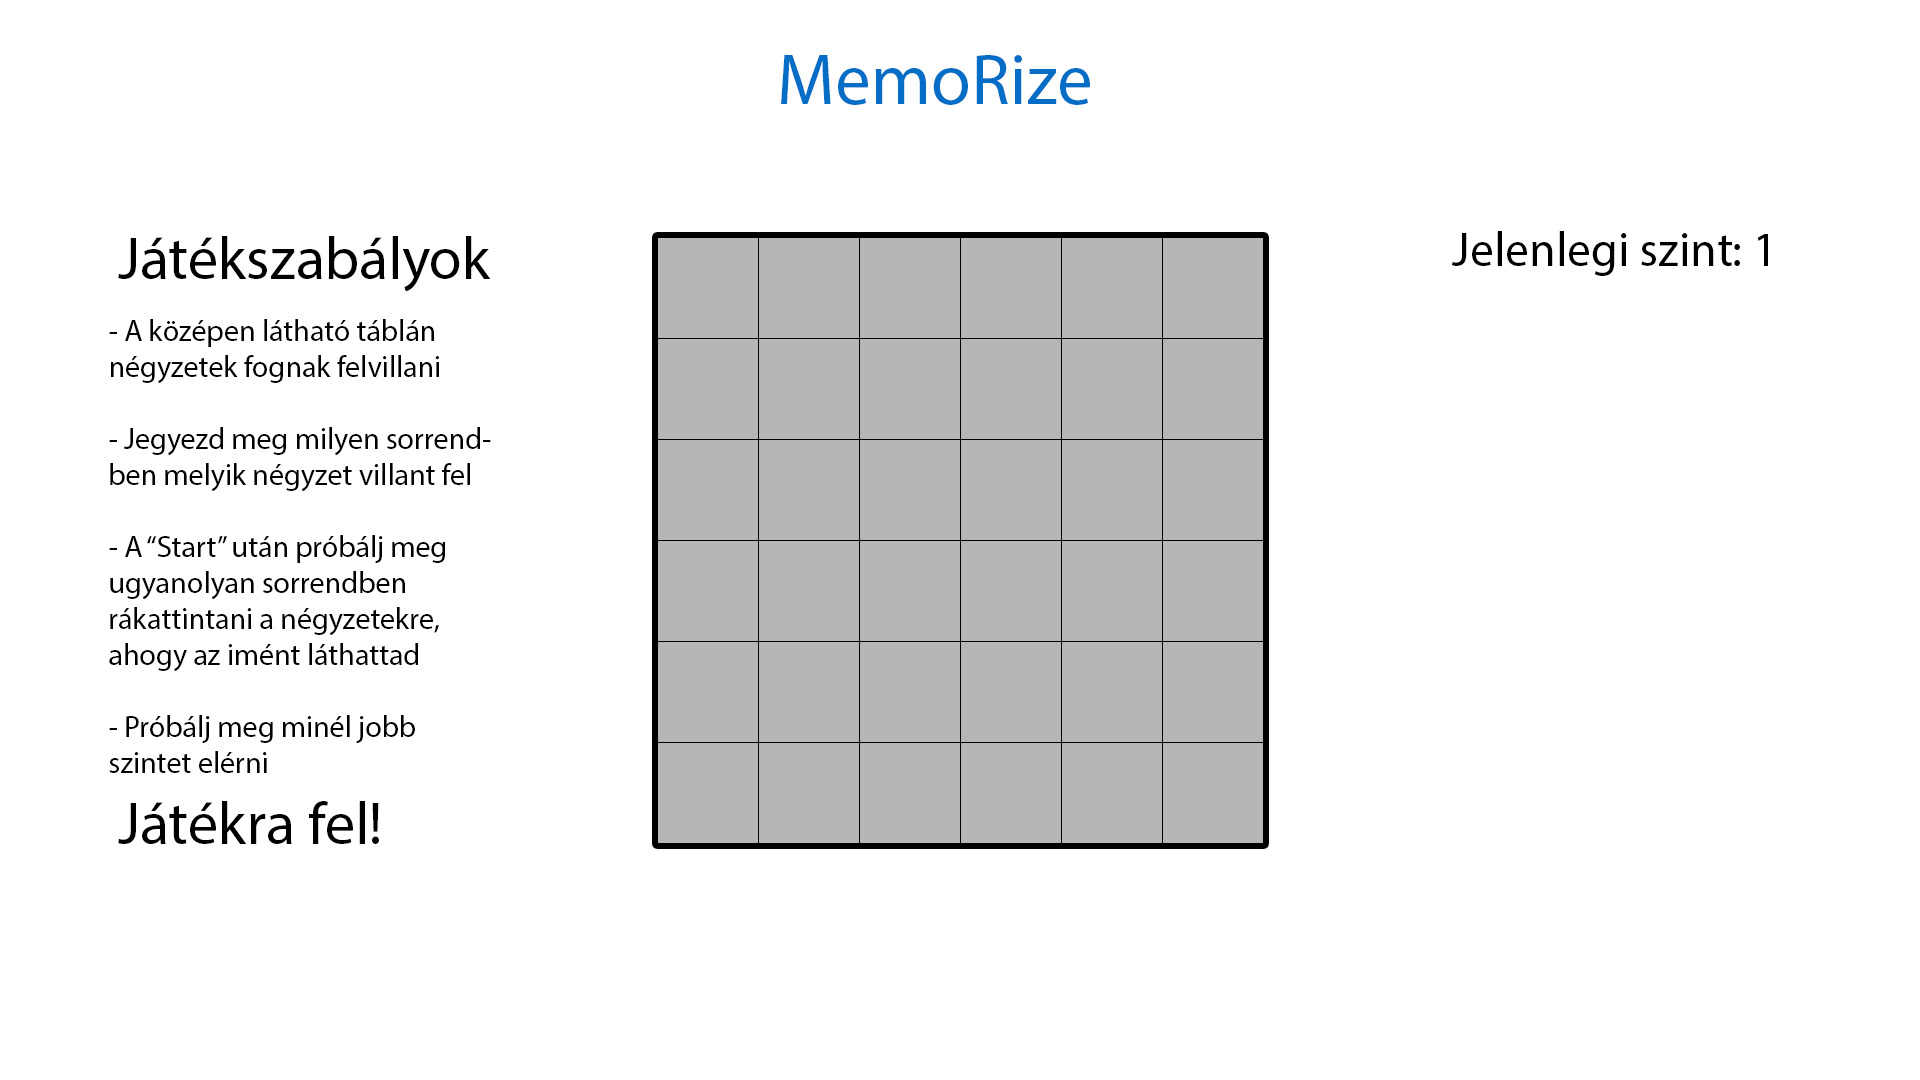 MemoRize
Játékszabályok
- A középen látható táblán
négyzetek fognak felvillani
- Jegyezd meg milyen sorrend-
ben melyik négyzet villant fel
- A “Start” után próbálj meg
ugyanolyan sorrendben
rákattintani a négyzetekre,
ahogy az imént láthattad
- Próbálj meg minél jobb
szintet elérni
Játékra fel!
Jelenlegi szint: 1